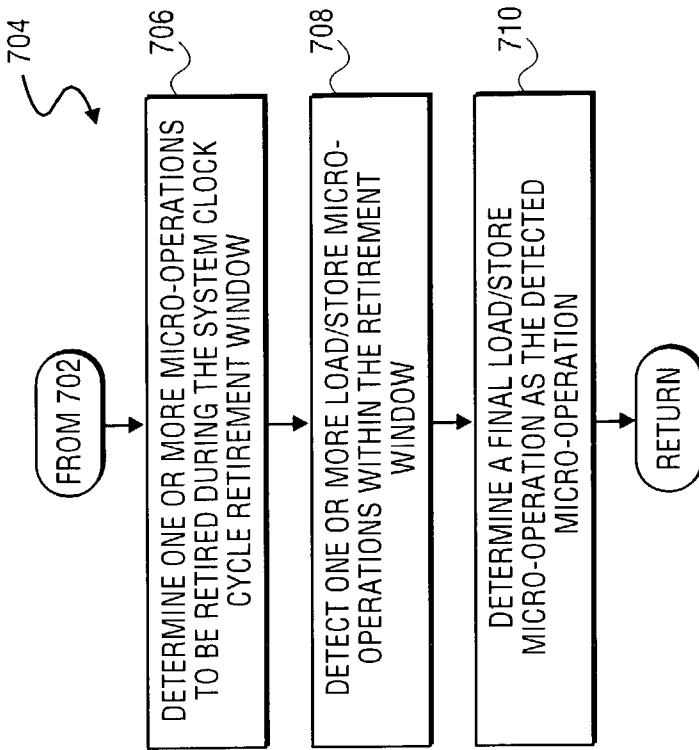 704
FROM 702
706
DETERMINE ONE OR MORE MICRO-OPERATIONS
TO BE RETIRED DURING THE SYSTEM CLOCK
CYCLE RETIREMENT WINDOW
708
DETECT ONE OR MORE LOAD/STORE MICRO-
OPERATIONS WITHIN THE RETIREMENT
WINDOW
710
DETERMINE A FINAL LOAD/STORE
MICRO-OPERATION AS THE DETECTED
MICRO-OPERATION
RETURN